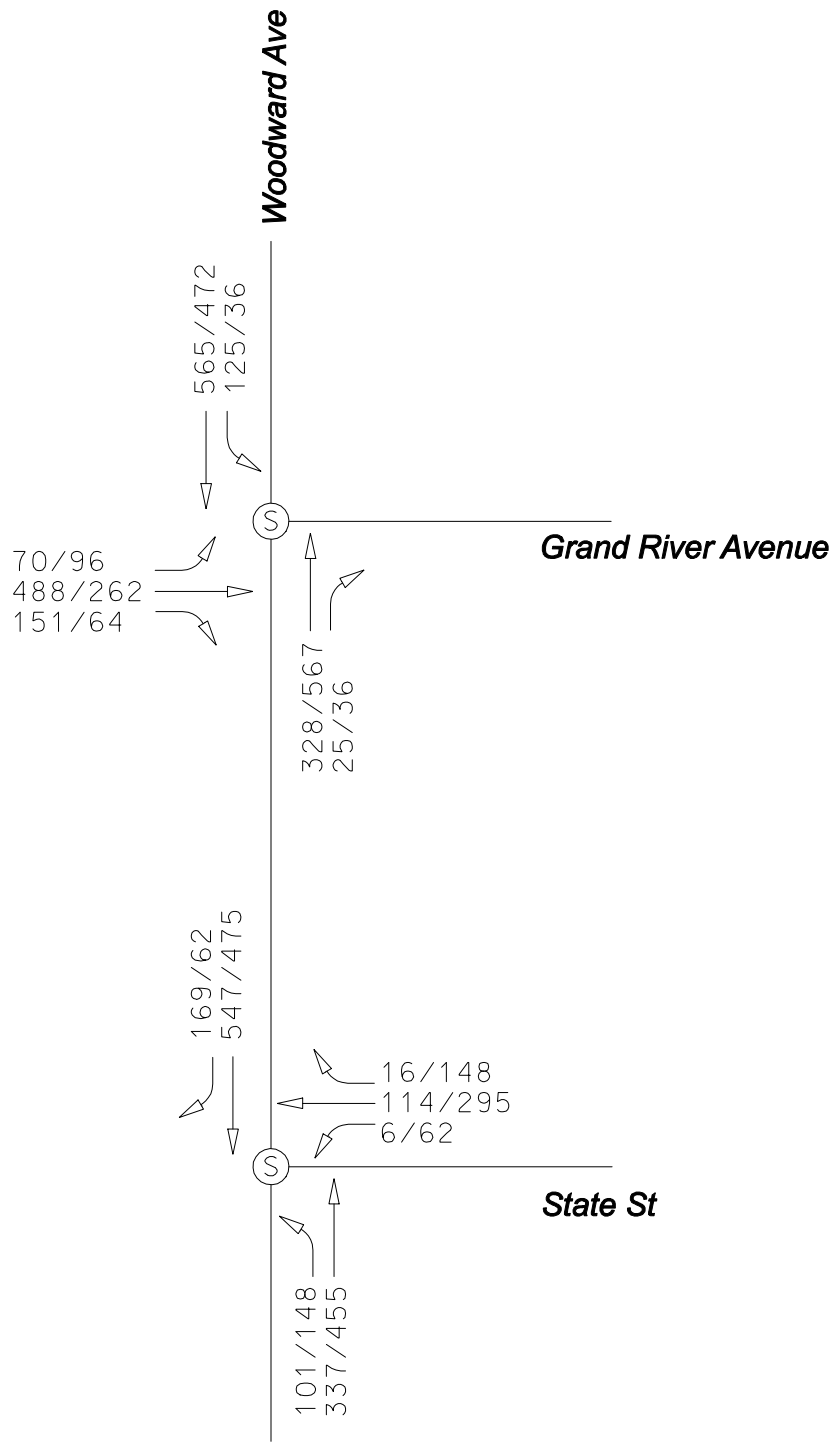 Woodward Ave
565/472
125/36
S
Grand River Avenue
70/96
488/262
151/64
328/567
25/36
169/62
547/475
16/148
114/295
6/62
S
State St
101/148
337/455